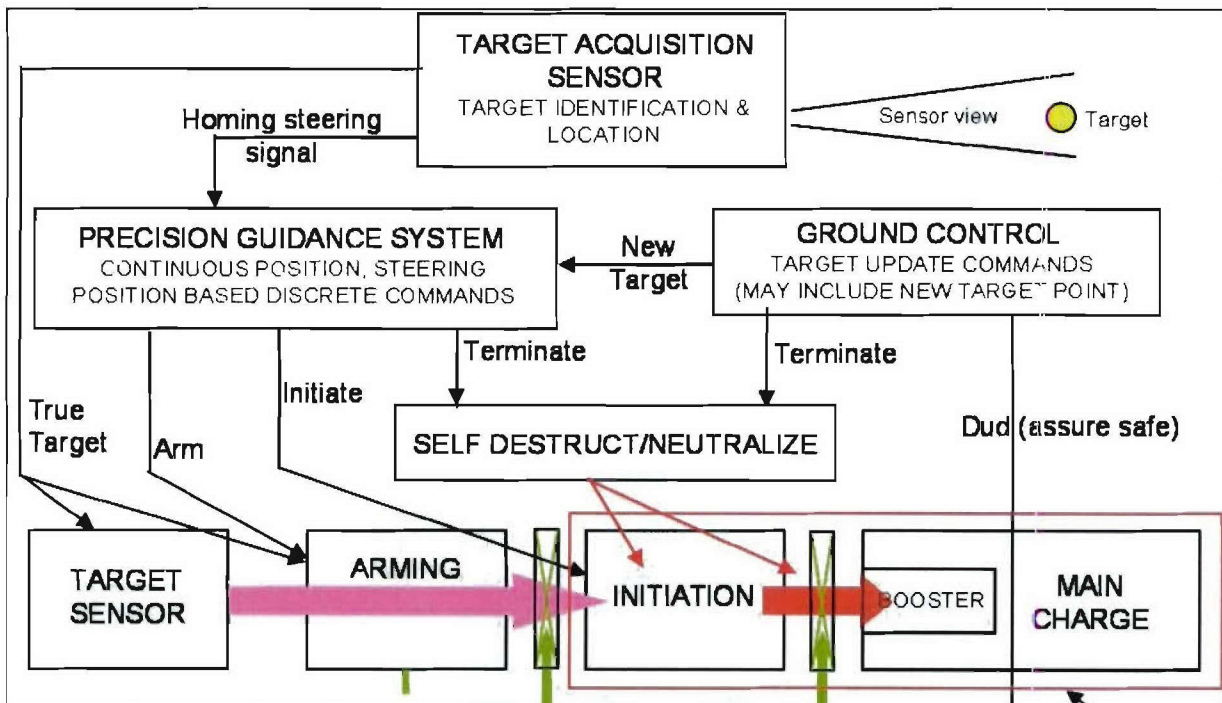 TARGET ACQUISITION
SENSOR
TARGET IDENTIFICATION &
LOCATION
Sensor view
Target
Homing steering
signal
PRECISION GUIDANCE SYSTEM
CONTINUOUS POSITION, STEERING
POSITION BASED DISCRETE COMMANDS
New
Target
GROUND CONTROL
TARGET UPDATE COMMANDS
(MAY INCLUDE NEW TARGET POINT)
Terminate
Terminate
Initiate
True
Target
Arm
SELF DESTRUCT/NEUTRALIZE
Dud (assure safe)
TARGET
SENSOR
ARMING
INITIATION
BOOSTER
MAIN
CHARGE